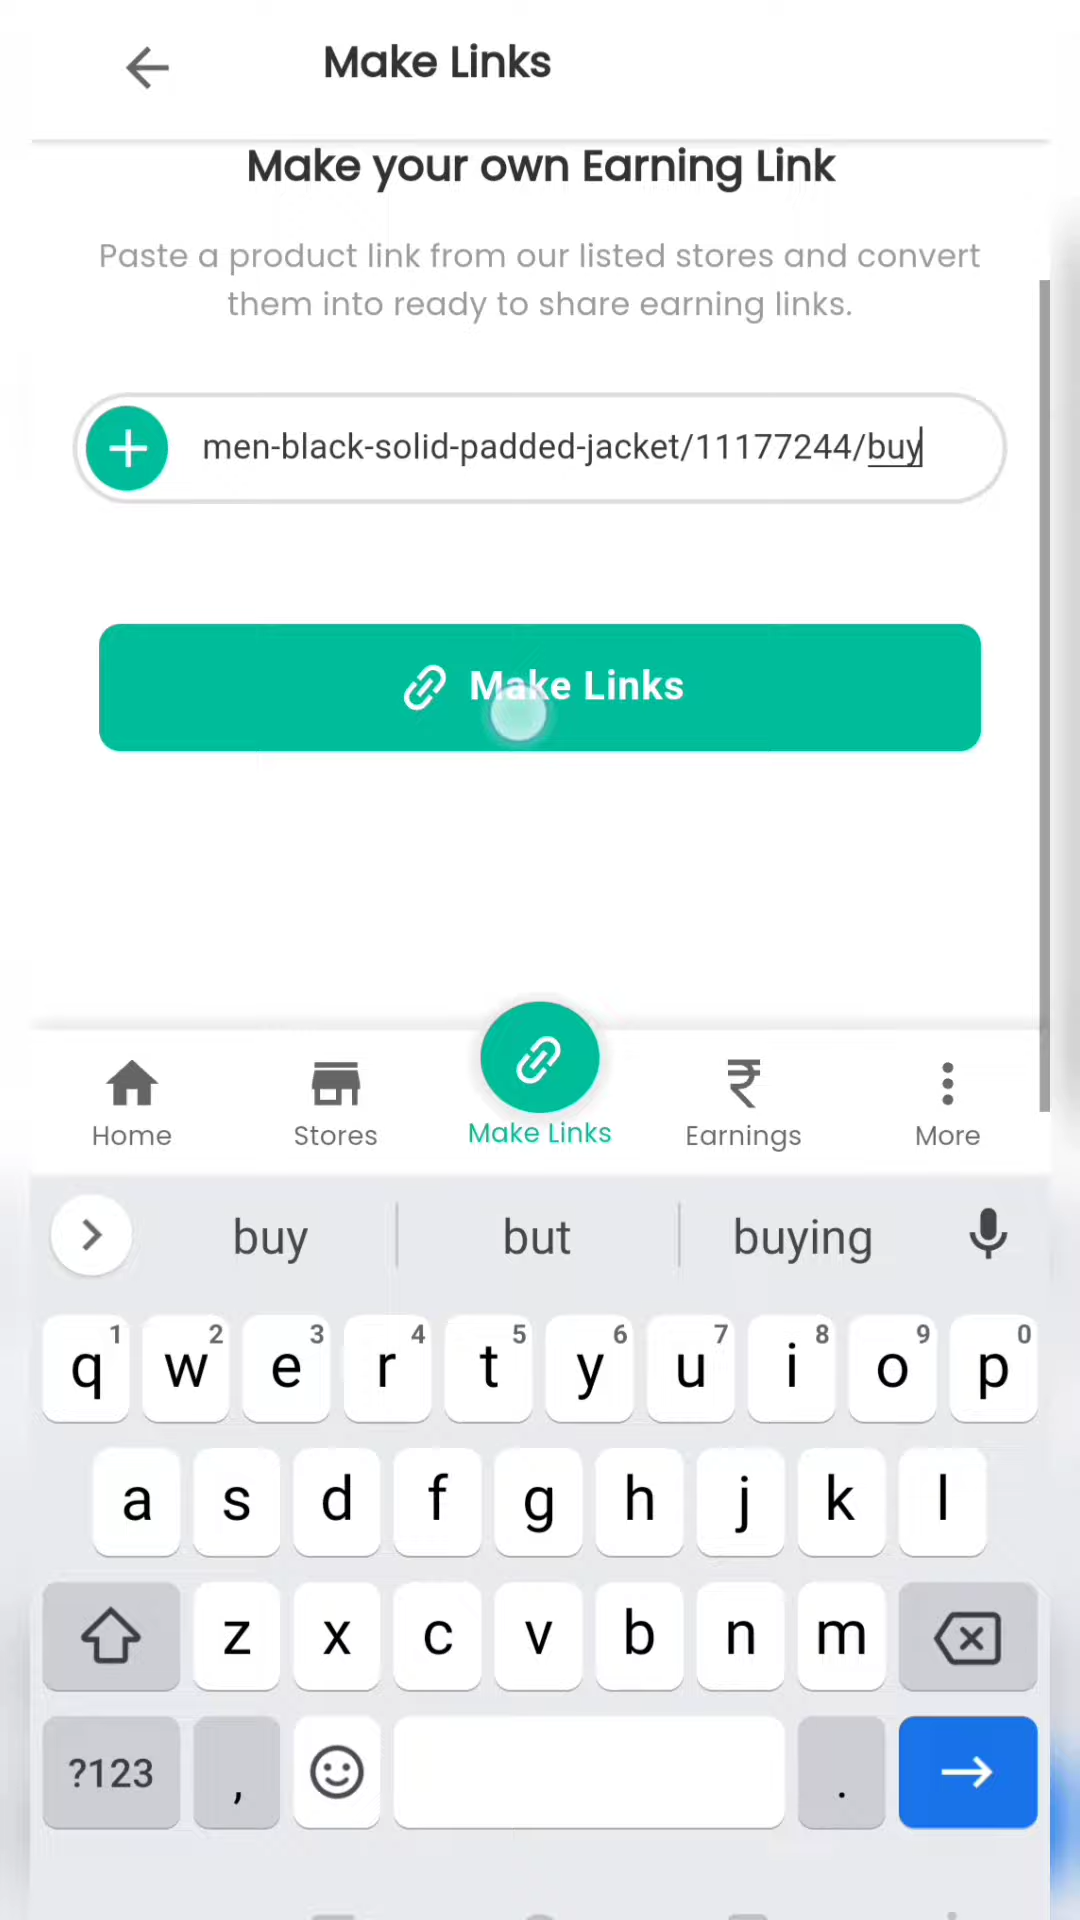 Make Links
Make your own Earning Link
Paste a product link from our listed stores and convert
them into ready to share earning links.
men-black-solid-padded-jacket/11177244/buy
Make Links
Home Stores Make Links Earnings More
buy but buying
1 2 3 4 5 6 7 8 9 0
q w e r t y u i o p
a s d f g h j k l
z x c v b n m
?123 , .